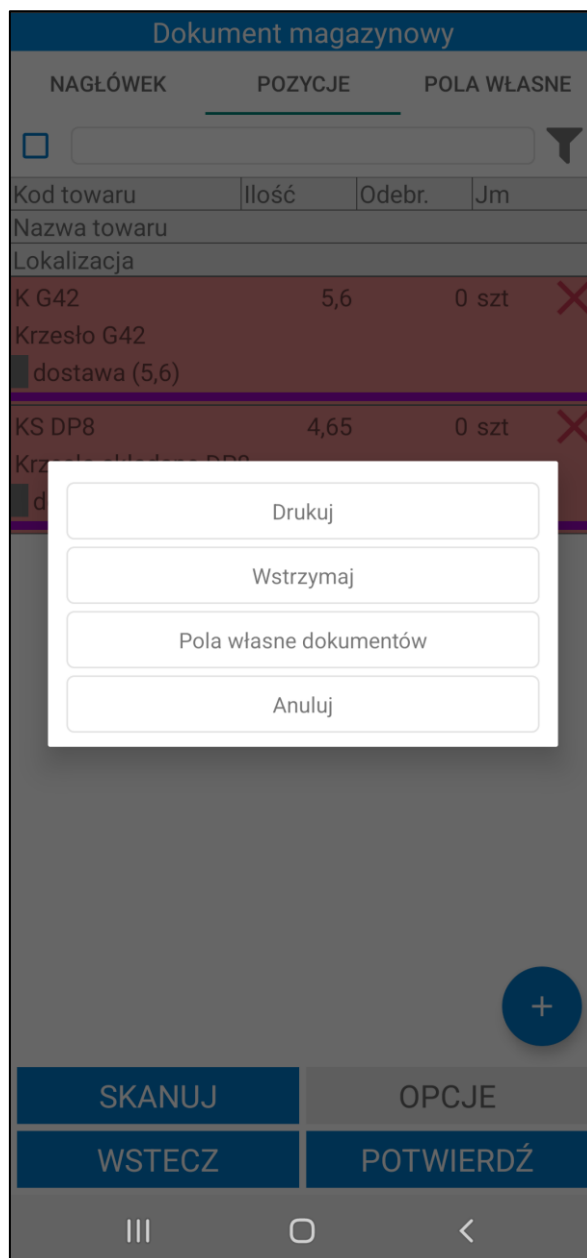 Dokument magazynowy
NAGŁÓWEK POZYCJE POLA WŁASNE
Kod towaru Ilość Odebr. Jm
Nazwa towaru
Lokalizacja
K G42 5,6 0 szt
Krzesło G42
dostawa (5,6)
KS DP8 4,65 0 szt
Drukuj
Wstrzymaj
Pola własne dokumentów
Anuluj
+
SKANUJ OPCJE
WSTECZ POTWIERDŹ